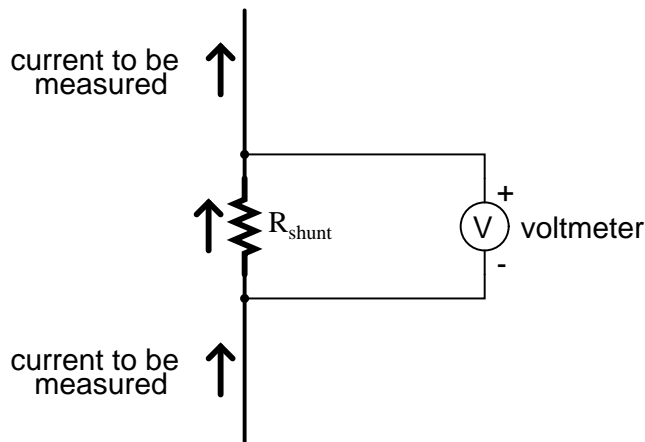 current to be
measured
R_shunt
+
V
voltmeter
-
current to be
measured